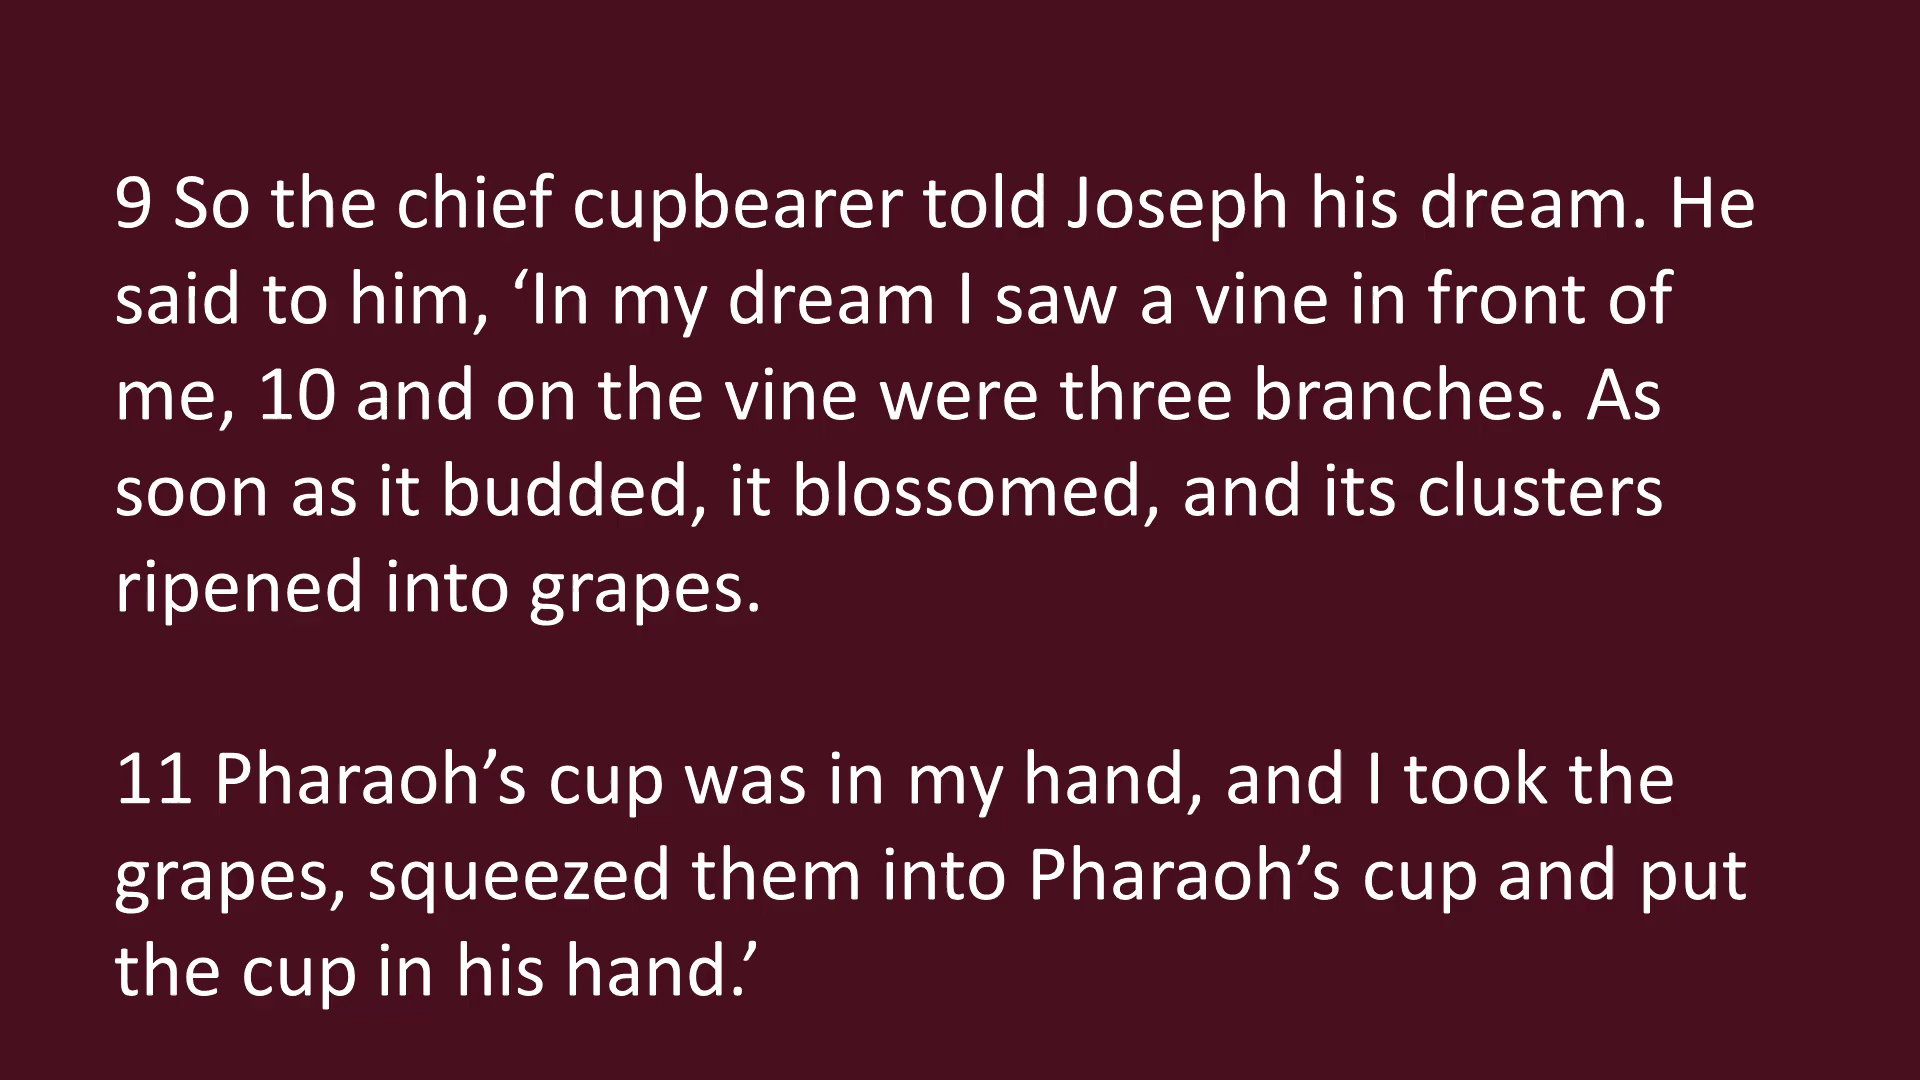 9 So the chief cupbearer told Joseph his dream. He
said to him, ‘In my dream I saw a vine in front of
me, 10 and on the vine were three branches. As
soon as it budded, it blossomed, and its clusters
ripened into grapes.
11 Pharaoh’s cup was in my hand, and I took the
grapes, squeezed them into Pharaoh’s cup and put
the cup in his hand.’